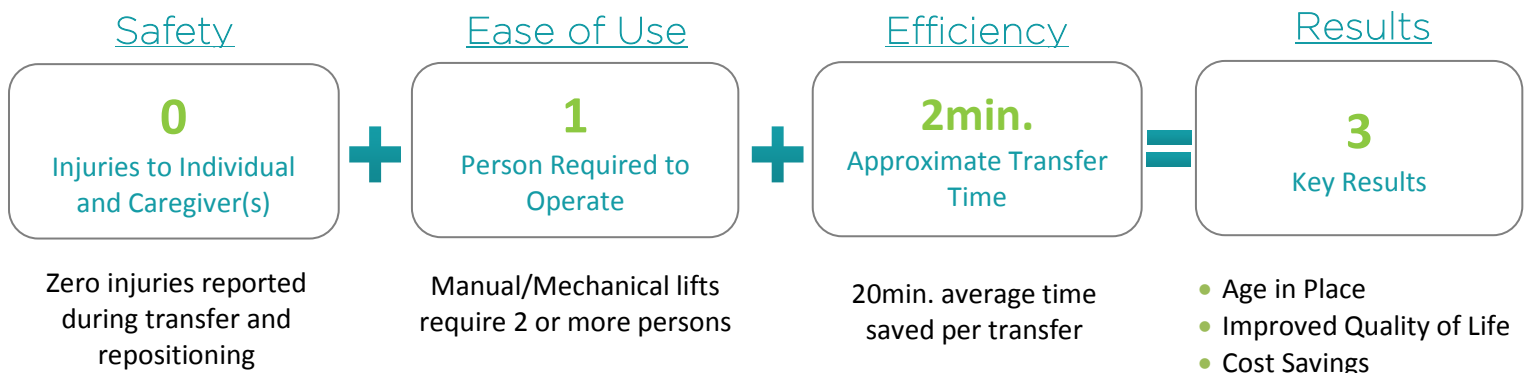 Safety
0
Injuries to Individual
and Caregiver(s)
Zero injuries reported
during transfer and
repositioning
+
Ease of Use
1
Person Required to
Operate
Manual/Mechanical lifts
require 2 or more persons
+
Efficiency
2min.
Approximate Transfer
Time
20min. average time
saved per transfer
=
Results
3
Key Results
• Age in Place
• Improved Quality of Life
• Cost Savings